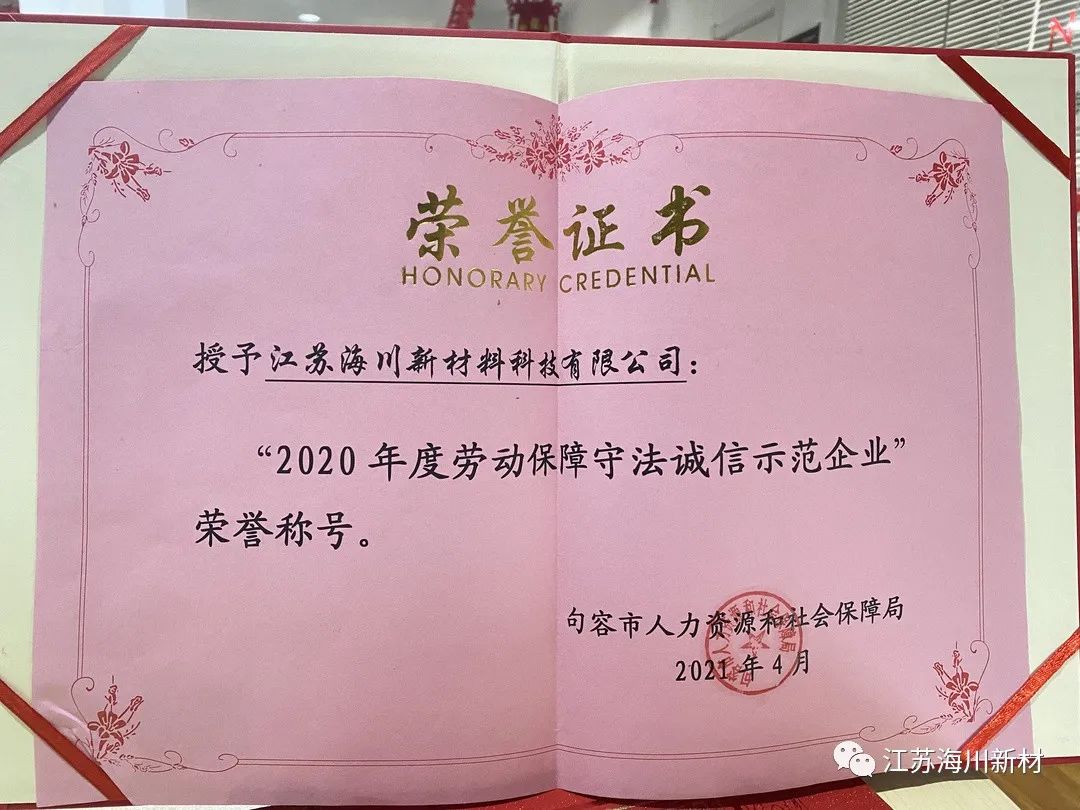 荣誉证书
HONORARY CREDENTIAL
授予江苏海川新材料科技有限公司：
“2020年度劳动保障守法诚信示范企业”
荣誉称号。
句容市人力资源和社会保障局
2021年4月
江苏海川新材